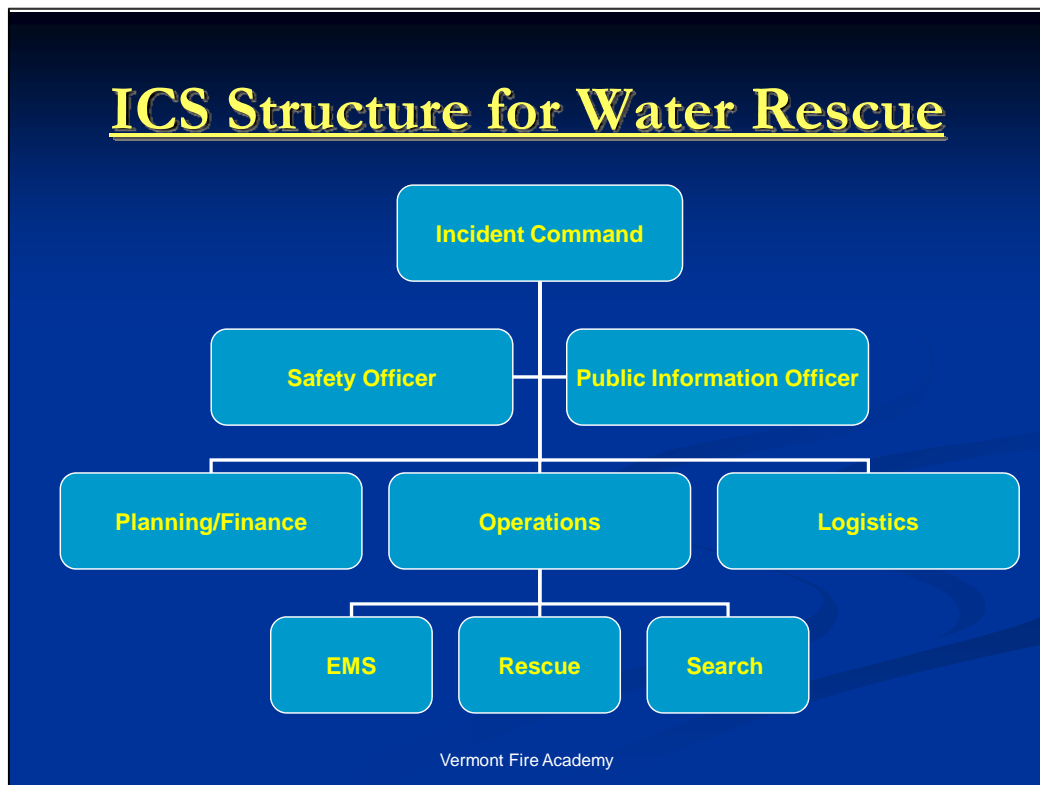 ICS Structure for Water Rescue
Incident Command
Safety Officer
Public Information Officer
Planning/Finance
Operations
Logistics
EMS
Rescue
Search
Vermont Fire Academy